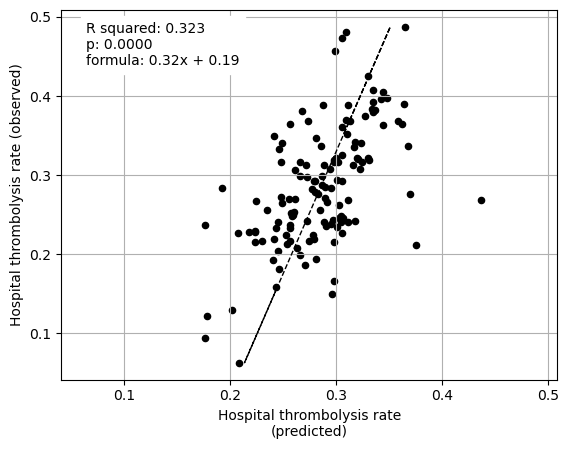 R squared: 0.323
p: 0.0000
formula: 0.32x + 0.19
Hospital thrombolysis rate (observed)
0.5
0.4
0.3
0.2
0.1
0.1 0.2 0.3 0.4 0.5
Hospital thrombolysis rate
(predicted)